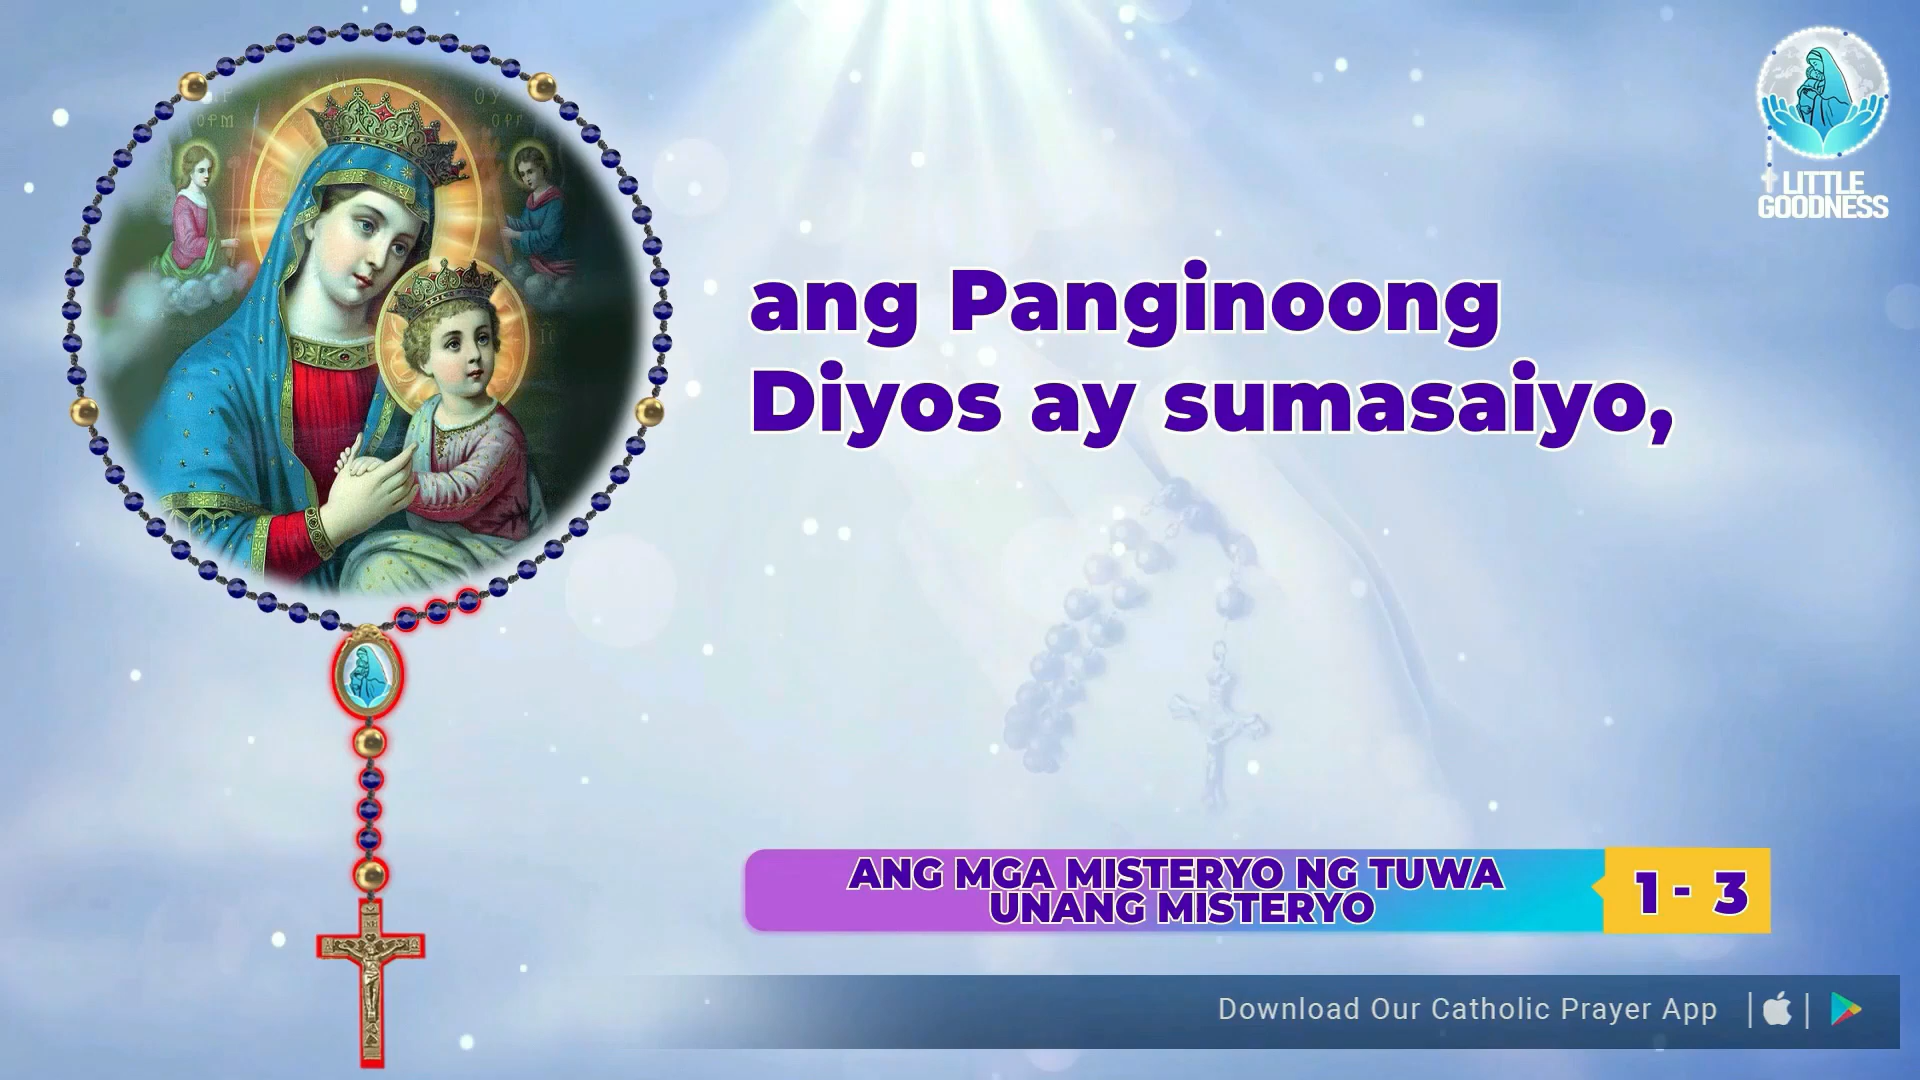 LITTLE
GOODNESS
ang Panginoong
Diyos ay sumasaiyo,
ANG MGA MISTERYO NG TUWA
UNANG MISTERYO
1 - 3
Download Our Catholic Prayer App